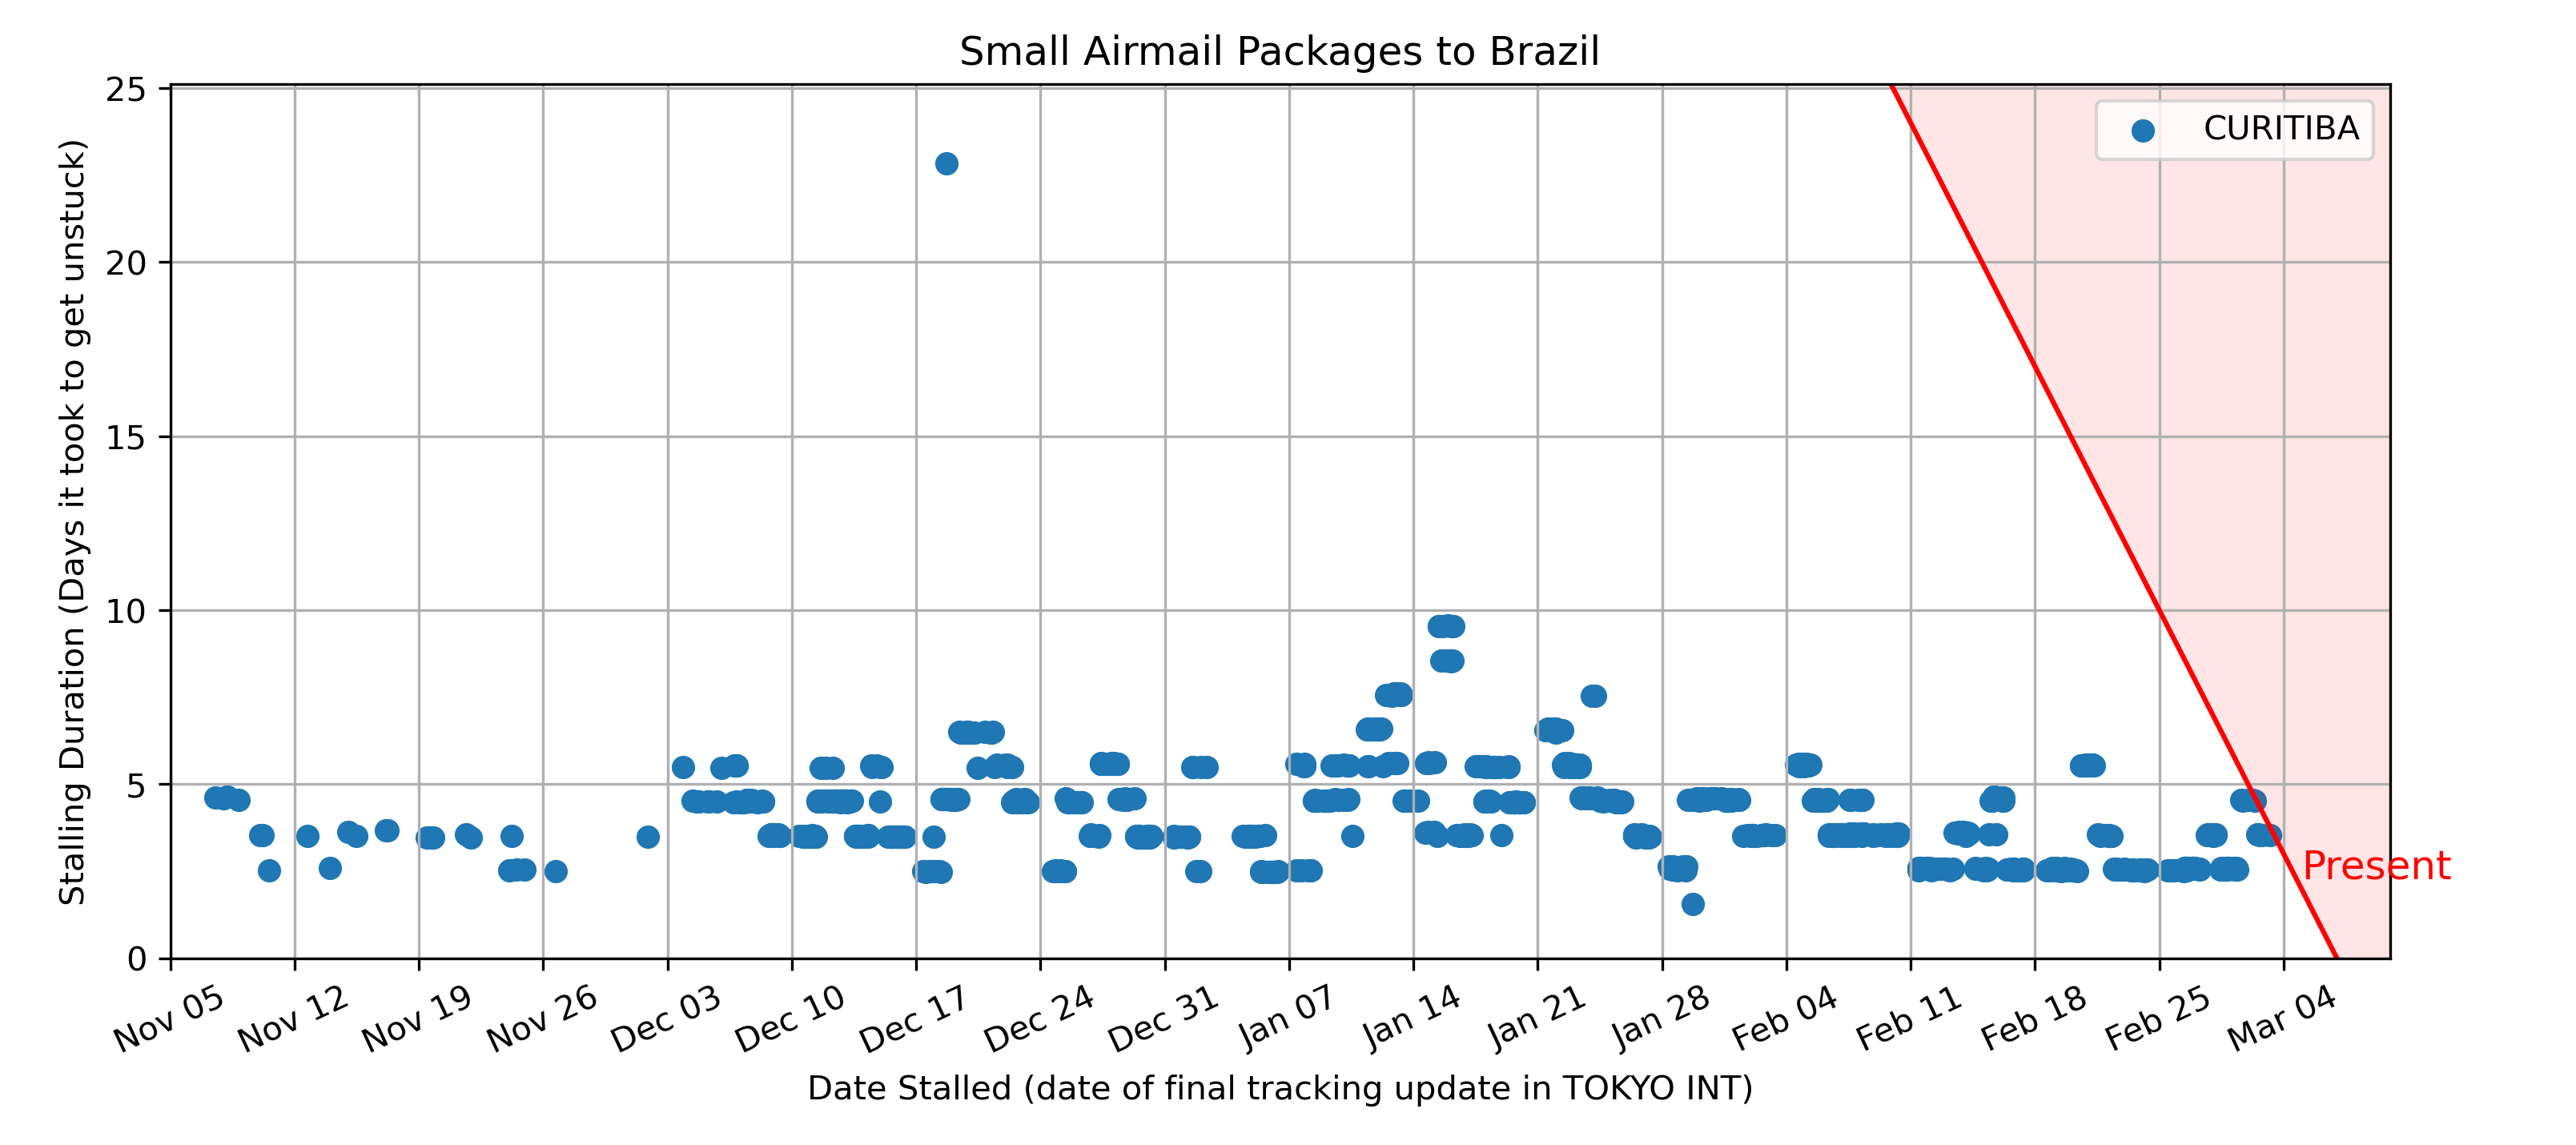 Small Airmail Packages to Brazil
Stalling Duration (Days it took to get unstuck)
25
20
15
10
5
0
CURITIBA
Present
Nov 05
Nov 12
Nov 19
Nov 26
Dec 03
Dec 10
Dec 17
Dec 24
Dec 31
Jan 07
Jan 14
Jan 21
Jan 28
Feb 04
Feb 11
Feb 18
Feb 25
Mar 04
Date Stalled (date of final tracking update in TOKYO INT)